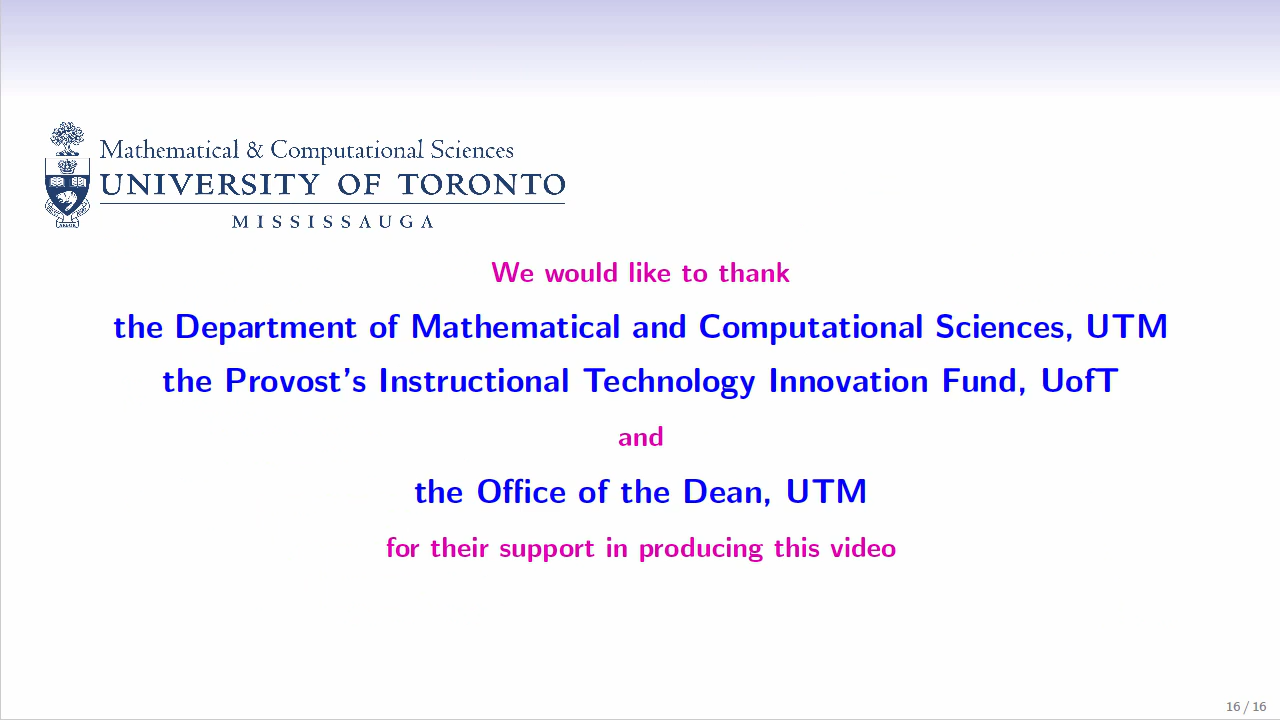 Mathematical & Computational Sciences
UNIVERSITY OF TORONTO
MISSISSAUGA
We would like to thank
the Department of Mathematical and Computational Sciences, UTM
the Provost's Instructional Technology Innovation Fund, UofT
and
the Office of the Dean, UTM
for their support in producing this video
16 / 16